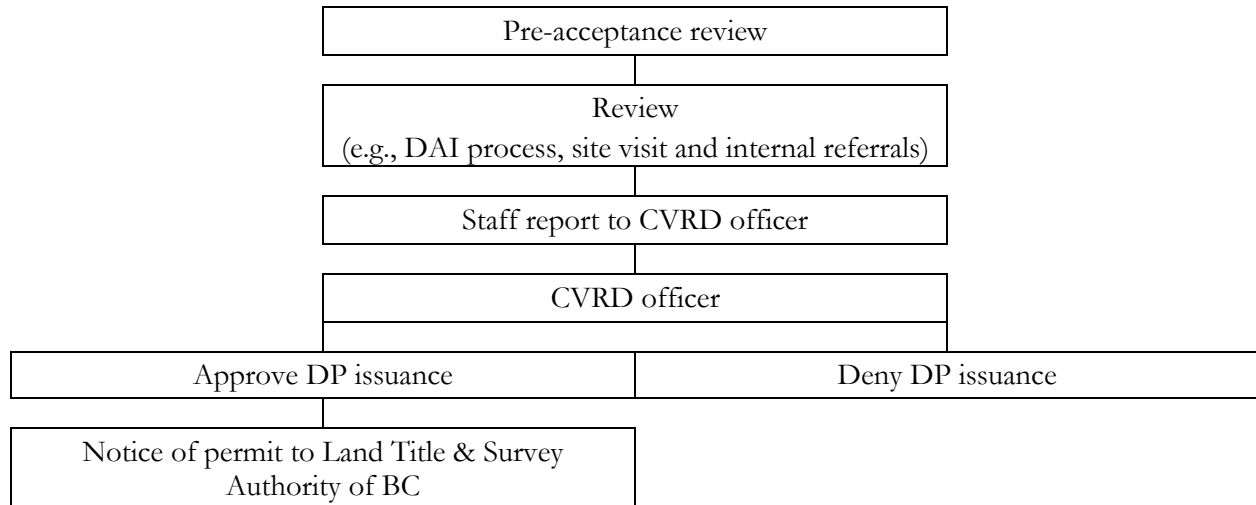 Pre-acceptance review
Review
(e.g., DAI process, site visit and internal referrals)
Staff report to CVRD officer
CVRD officer
Approve DP issuance
Deny DP issuance
Notice of permit to Land Title & Survey
Authority of BC